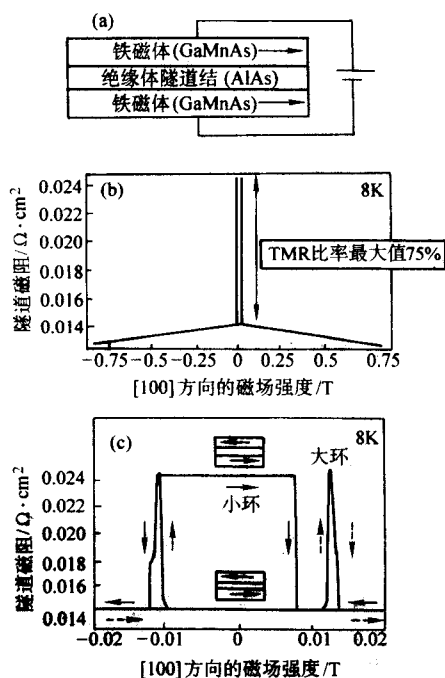 (a)
铁磁体(GaMnAs)
绝缘体隧道结 (AlAs)
铁磁体(GaMnAs)
(b)
8K
0.024
0.022
0.020
0.018
0.016
0.014
隧道磁阻/Ω·cm²
TMR比率最大值75%
-0.75 -0.5 -0.25 0 0.25 0.5 0.75
[100]方向的磁场强度/T
(c)
8K
大环
小环
0.024
0.022
0.020
0.018
0.016
0.014
隧道磁阻/Ω·cm²
-0.02 -0.01 0 0.01 0.02
[100]方向的磁场强度/T